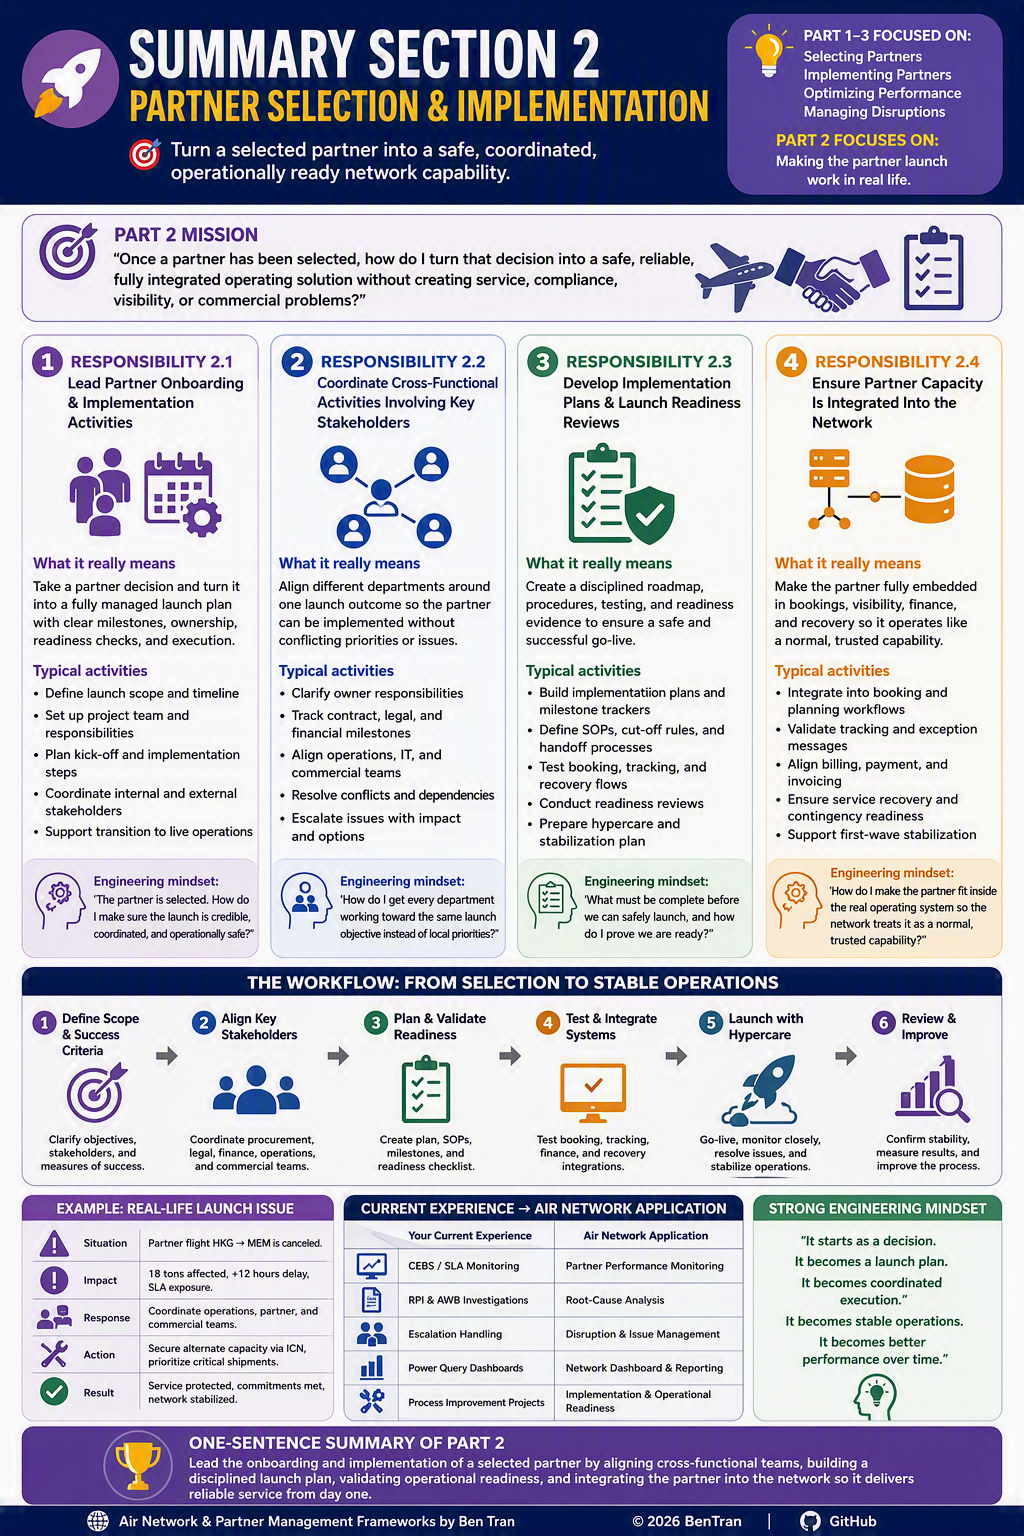 SUMMARY SECTION 2
PARTNER SELECTION & IMPLEMENTATION
Turn a selected partner into a safe, coordinated,
operationally ready network capability.
PART 1–3 FOCUSED ON:
Selecting Partners
Implementing Partners
Optimizing Performance
Managing Disruptions
PART 2 FOCUSES ON:
Making the partner launch
work in real life.
PART 2 MISSION
“Once a partner has been selected, how do I turn that decision into a safe, reliable,
fully integrated operating solution without creating service, compliance,
visibility, or commercial problems?”
1 RESPONSIBILITY 2.1
Lead Partner Onboarding
& Implementation
Activities
What it really means
Take a partner decision and turn it
into a fully managed launch plan
with clear milestones, ownership,
readiness checks, and execution.
Typical activities
• Define launch scope and timeline
• Set up project team and
responsibilities
• Plan kick-off and implementation
steps
• Coordinate internal and external
stakeholders
• Support transition to live operations
Engineering mindset:
'The partner is selected. How do
I make sure the launch is credible,
coordinated, and operationally safe?”
2 RESPONSIBILITY 2.2
Coordinate Cross-Functional
Activities Involving Key
Stakeholders
What it really means
Align different departments around
one launch outcome so the partner
can be implemented without
conflicting priorities or issues.
Typical activities
• Clarify owner responsibilities
• Track contract, legal, and
financial milestones
• Align operations, IT, and
commercial teams
• Resolve conflicts and dependencies
• Escalate issues with impact
and options
Engineering mindset:
'How do I get every department
working toward the same launch
objective instead of local priorities?”
3 RESPONSIBILITY 2.3
Develop Implementation
Plans & Launch Readiness
Reviews
What it really means
Create a disciplined roadmap,
procedures, testing, and readiness
evidence to ensure a safe and
successful go-live.
Typical activities
• Build implementatiion plans and
milestone trackers
• Define SOPs, cut-off rules, and
handoff processes
• Test booking, tracking, and
recovery flows
• Conduct readiness reviews
• Prepare hypercare and
stabilization plan
Engineering mindset:
'What must be complete before
we can safely launch, and how
do I prove we are ready?”
4 RESPONSIBILITY 2.4
Ensure Partner Capacity
Is Integrated Into the
Network
What it really means
Make the partner fully embedded
in bookings, visibility, finance,
and recovery so it operates like
a normal, trusted capability.
Typical activities
• Integrate into booking and
planning workflows
• Validate tracking and exception
messages
• Align billing, payment, and
invoicing
• Ensure service recovery and
contingency readiness
• Support first-wave stabilization
Engineering mindset:
'How do I make the partner fit inside
the real operating system so the
network treats it as a normal,
trusted capability?”
THE WORKFLOW: FROM SELECTION TO STABLE OPERATIONS
1 Define Scope
& Success
Criteria
Clarify objectives,
stakeholders, and
measures of success.
2 Align Key
Stakeholders
Coordinate procurement,
legal, finance, operations,
and commercial teams.
3 Plan & Validate
Readiness
Create plan, SOPs,
milestones, and
readiness checklist.
4 Test & Integrate
Systems
Test booking, tracking,
finance, and recovery
integrations.
5 Launch with
Hypercare
Go-live, monitor closely,
resolve issues, and
stabilize operations.
6 Review &
Improve
Confirm stability,
measure results, and
improve the process.
EXAMPLE: REAL-LIFE LAUNCH ISSUE
Situation Partner flight HKG → MEM is canceled.
Impact 18 tons affected, +12 hours delay,
SLA exposure.
Response Coordinate operations, partner, and
commercial teams.
Action Secure alternate capacity via ICN,
prioritize critical shipments.
Result Service protected, commitments met,
network stabilized.
CURRENT EXPERIENCE → AIR NETWORK APPLICATION
Your Current Experience Air Network Application
CEBS / SLA Monitoring Partner Performance Monitoring
RPI & AWB Investigations Root-Cause Analysis
Escalation Handling Disruption & Issue Management
Power Query Dashboards Network Dashboard & Reporting
Process Improvement Projects Implementation & Operational
Readiness
STRONG ENGINEERING MINDSET
“It starts as a decision.
It becomes a launch plan.
It becomes coordinated
execution.”
It becomes stable operations.
It becomes better
performance over time.”
ONE-SENTENCE SUMMARY OF PART 2
Lead the onboarding and implementation of a selected partner by aligning cross-functional teams, building a
disciplined launch plan, validating operational readiness, and integrating the partner into the network so it delivers
reliable service from day one.
Air Network & Partner Management Frameworks by Ben Tran
© 2026 BenTran | GitHub